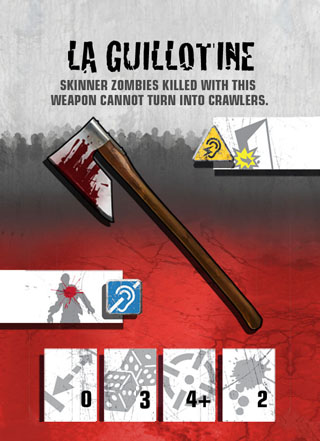 LA GUILLOTINE
SKINNER ZOMBIES KILLED WITH THIS
WEAPON CANNOT TURN INTO CRAWLERS.
0 3 4+ 2